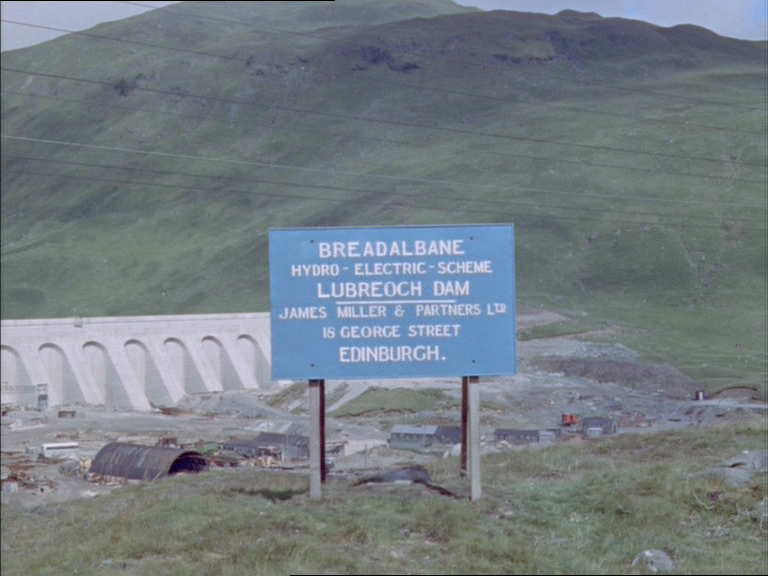 BREADALBANE
HYDRO - ELECTRIC - SCHEME
LUBREOCH DAM
JAMES MILLER & PARTNERS LTD
18 GEORGE STREET
EDINBURGH.